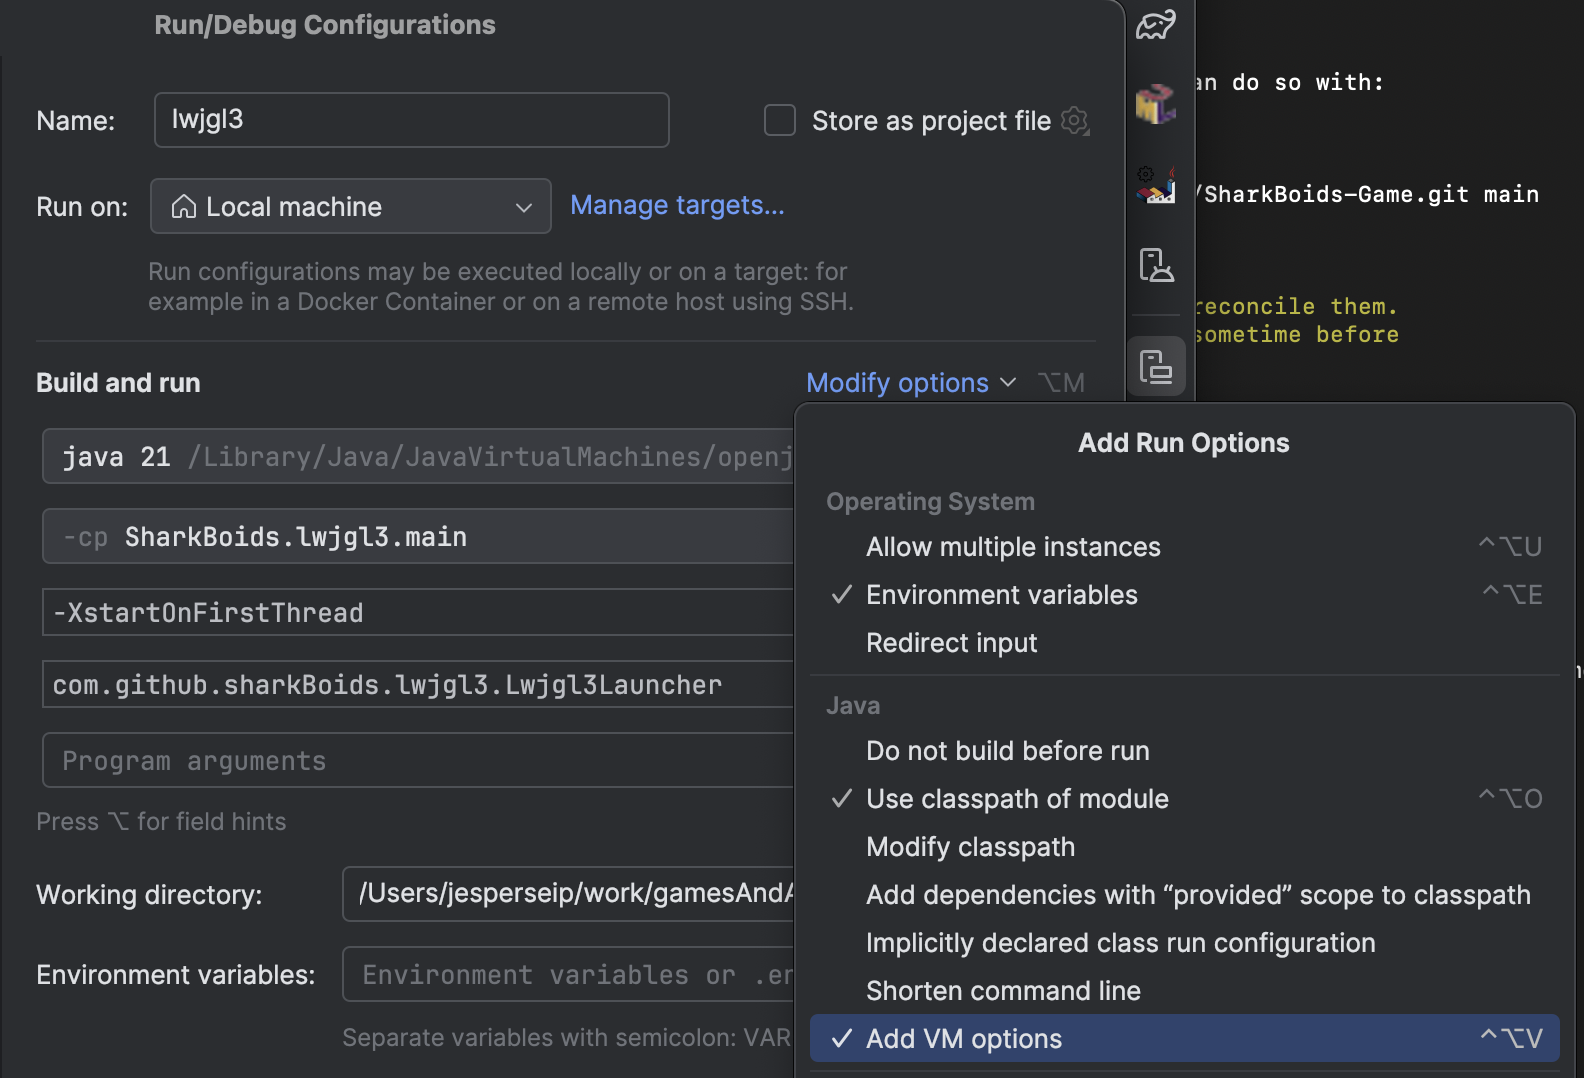 Run/Debug Configurations
Name:
lwjgl3
Store as project file
Run on:
Local machine
Manage targets...
Run configurations may be executed locally or on a target: for
example in a Docker Container or on a remote host using SSH.
Build and run
Modify options
⌥M
java 21 /Library/Java/JavaVirtualMachines/openj
-cp SharkBoids.lwjgl3.main
-XstartOnFirstThread
com.github.sharkBoids.lwjgl3.Lwjgl3Launcher
Program arguments
Press ⌥ for field hints
Working directory:
/Users/jesperseip/work/gamesAndA
Environment variables:
Environment variables or .en
Separate variables with semicolon: VAR
an do so with:
/SharkBoids-Game.git main
reconcile them.
sometime before
Add Run Options
Operating System
Allow multiple instances ^⌥U
✓ Environment variables ^⌥E
Redirect input
Java
Do not build before run
✓ Use classpath of module ^⌥O
Modify classpath
Add dependencies with “provided” scope to classpath
Implicitly declared class run configuration
Shorten command line
✓ Add VM options ^⌥V